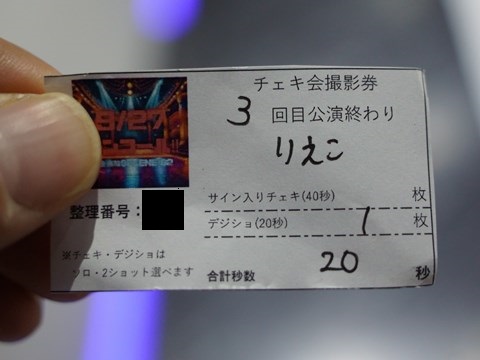 チェキ会撮影券
3 回目公演終わり
りえこ
8/27
整理番号：
サイン入りチェキ(40秒) 枚
デジショ(20秒) 1 枚
※チェキ・デジショは
ソロ・2ショット選べます
合計秒数 20 秒